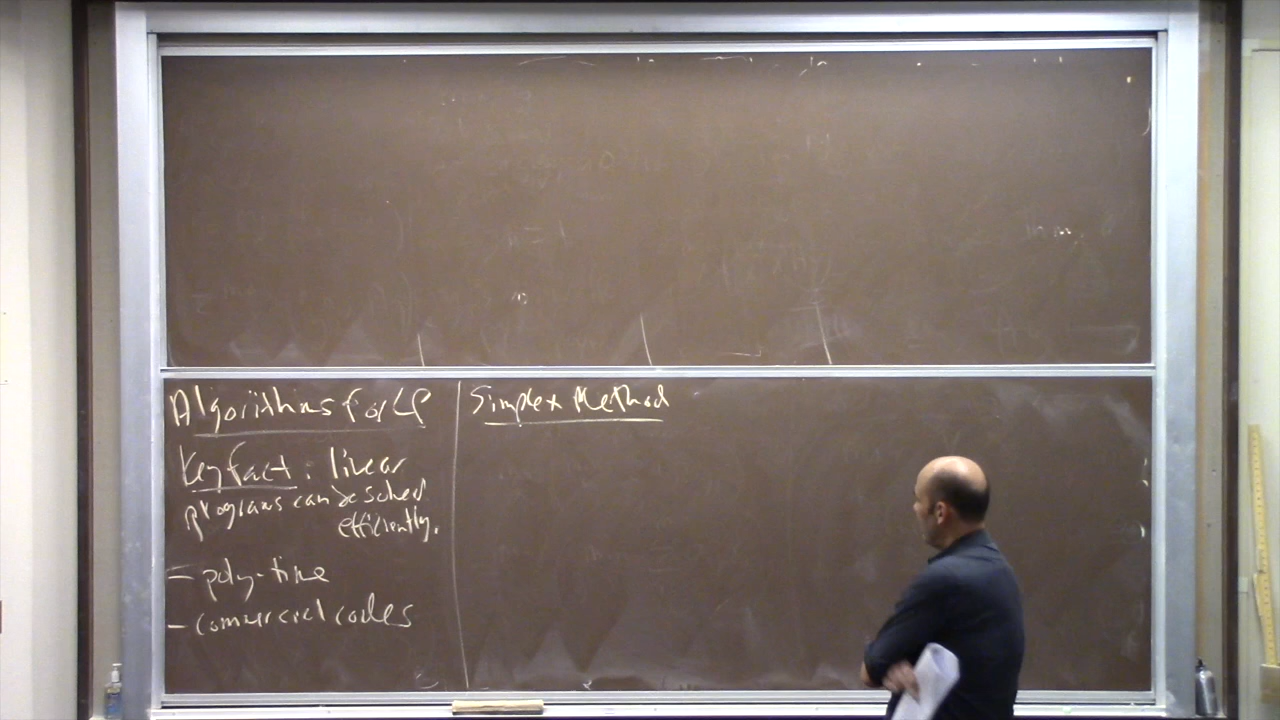 Algorithms for LP
Key fact: linear
programs can be solved
efficiently.
- poly-time
- commercial codes
Simplex Method